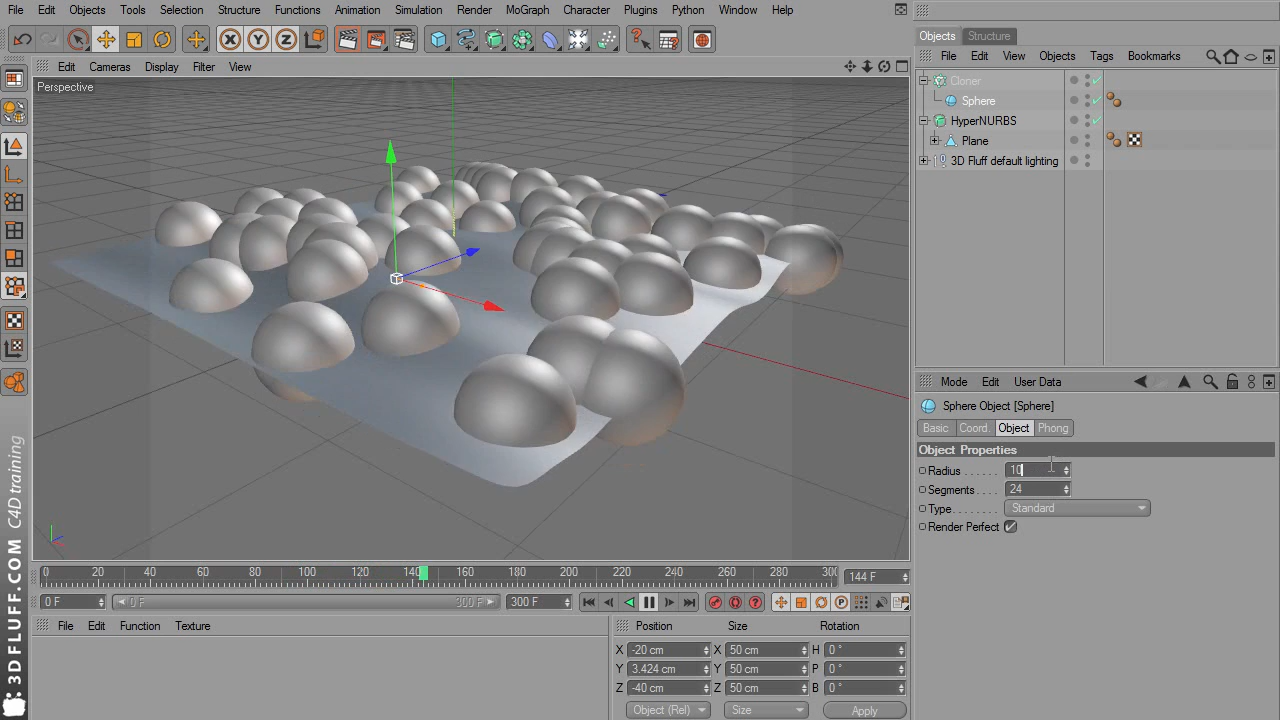 File Edit Objects Tools Selection Structure Functions Animation Simulation Render MoGraph Character Plugins Python Window Help
Objects Structure
File Edit View Objects Tags Bookmarks
Edit Cameras Display Filter View
Perspective
Cloner
Sphere
HyperNURBS
Plane
3D Fluff default lighting
X Y Z
Mode Edit User Data
Sphere Object [Sphere]
Basic Coord. Object Phong
Object Properties
Radius . . . . . . 10
Segments . . . . 24
Type . . . . . . . . Standard
Render Perfect
0 20 40 60 80 100 120 140 160 180 200 220 240 260 280 300
144 F
0 F 0 F 300 F 300 F
File Edit Function Texture
Position Size Rotation
X -20 cm X 50 cm H 0 °
Y 3.424 cm Y 50 cm P 0 °
Z -40 cm Z 50 cm B 0 °
Object (Rel) Size Apply
3DFLUFF.COM C4D training